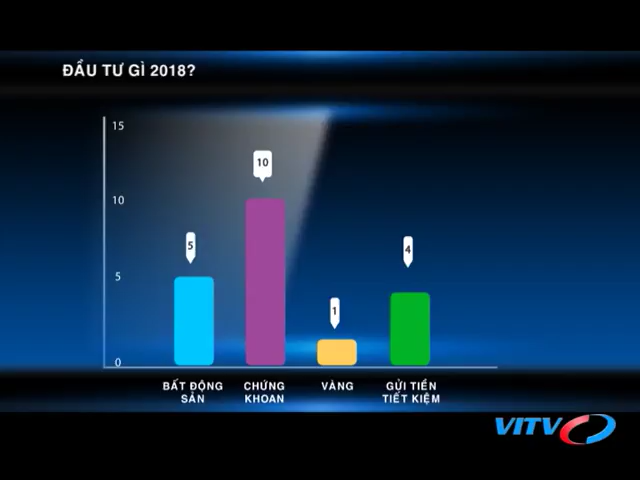 ĐẦU TƯ GÌ 2018?
15
10
10
5
5
4
1
0
BẤT ĐỘNG SẢN
CHỨNG KHOAN
VÀNG
GỬI TIỀN TIẾT KIỆM
VITV